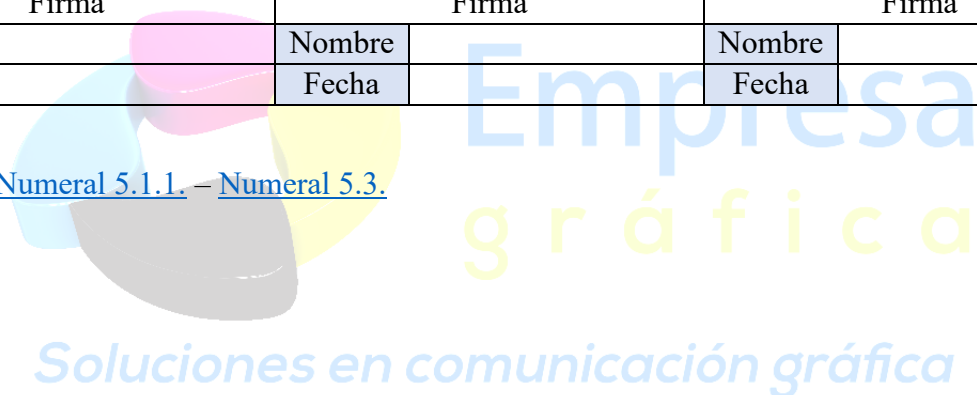 Firma Firma Firma
Nombre Nombre
Fecha Fecha
Empresa
Numeral 5.1.1. – Numeral 5.3.
gráfica
Soluciones en comunicación gráfica